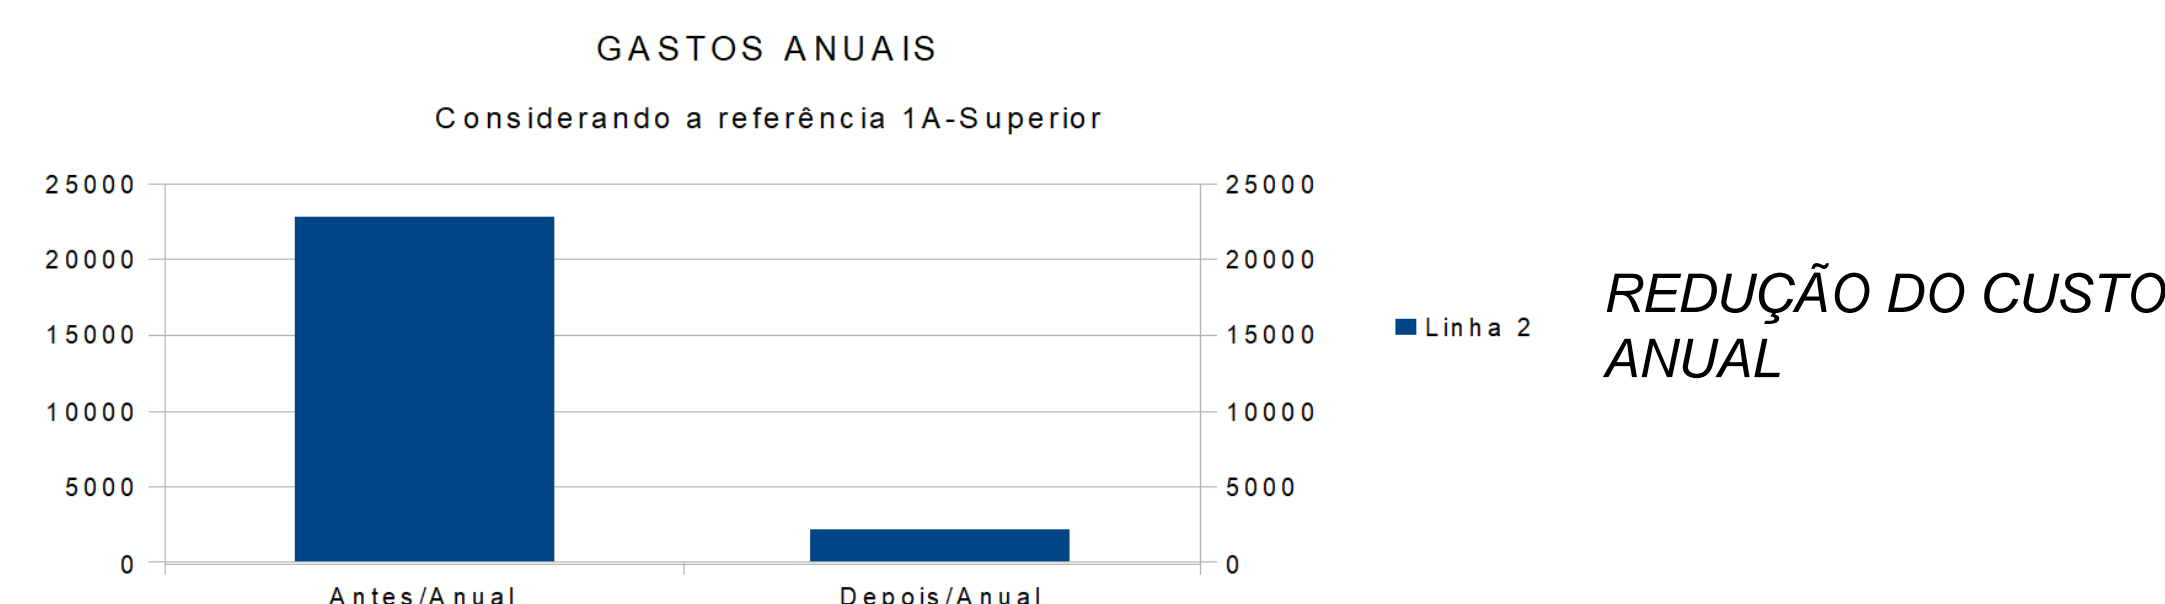 GASTOS ANUAIS
Considerando a referência 1A-Superior
25000 25000
20000 20000
15000 15000
10000 10000
5000 5000
0 0
Antes/Anual Depois/Anual
Linha 2
REDUÇÃO DO CUSTO
ANUAL